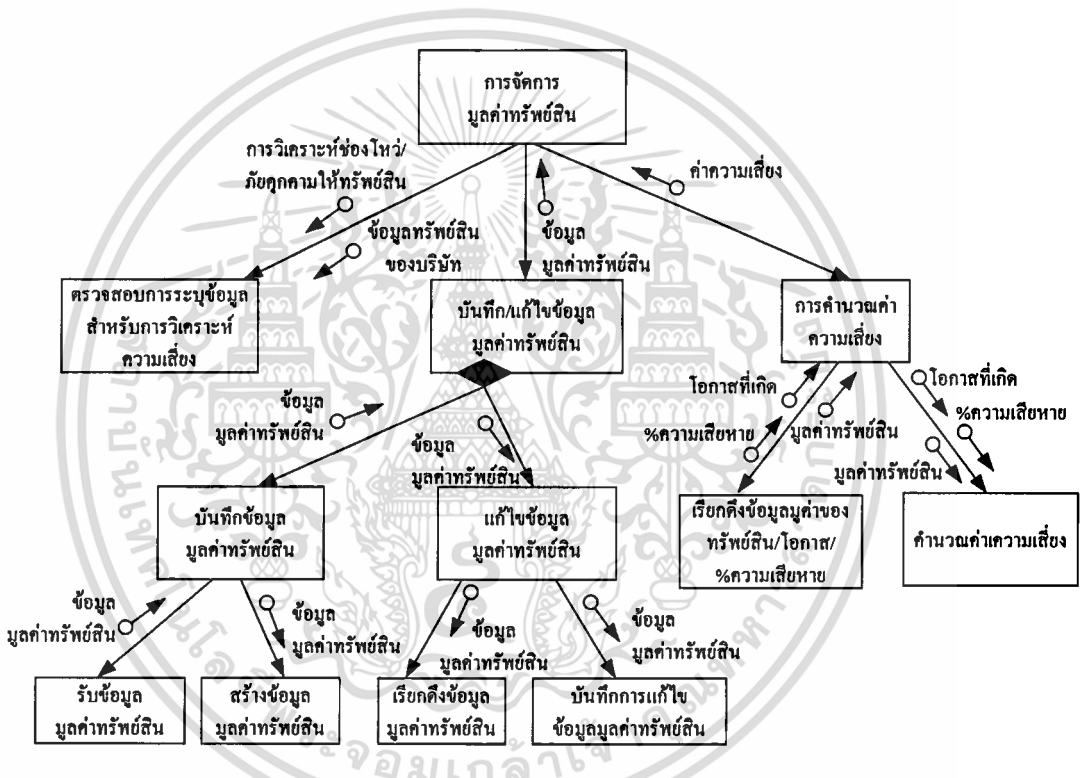 การจัดการ
มูลค่าทรัพย์สิน
การวิเคราะห์ช่องโหว่/
ภัยคุกคามให้ทรัพย์สิน
ค่าความเสี่ยง
ข้อมูลทรัพย์สิน
ของบริษัท
ข้อมูล
มูลค่าทรัพย์สิน
ตรวจสอบการระบุข้อมูล
สำหรับการวิเคราะห์
ความเสี่ยง
บันทึก/แก้ไขข้อมูล
มูลค่าทรัพย์สิน
การคำนวณค่า
ความเสี่ยง
ข้อมูล
มูลค่าทรัพย์สิน
ข้อมูล
มูลค่าทรัพย์สิน
โอกาสที่เกิด
%ความเสียหาย
มูลค่าทรัพย์สิน
โอกาสที่เกิด
%ความเสียหาย
มูลค่าทรัพย์สิน
บันทึกข้อมูล
มูลค่าทรัพย์สิน
แก้ไขข้อมูล
มูลค่าทรัพย์สิน
เรียกดึงข้อมูลมูค่าของ
ทรัพย์สิน/โอกาส/
%ความเสียหาย
คำนวณค่าเความเสี่ยง
ข้อมูล
มูลค่าทรัพย์สิน
ข้อมูล
มูลค่าทรัพย์สิน
ข้อมูล
มูลค่าทรัพย์สิน
ข้อมูล
มูลค่าทรัพย์สิน
รับข้อมูล
มูลค่าทรัพย์สิน
สร้างข้อมูล
มูลค่าทรัพย์สิน
เรียกดึงข้อมูล
มูลค่าทรัพย์สิน
บันทึกการแก้ไข
ข้อมูลมูลค่าทรัพย์สิน